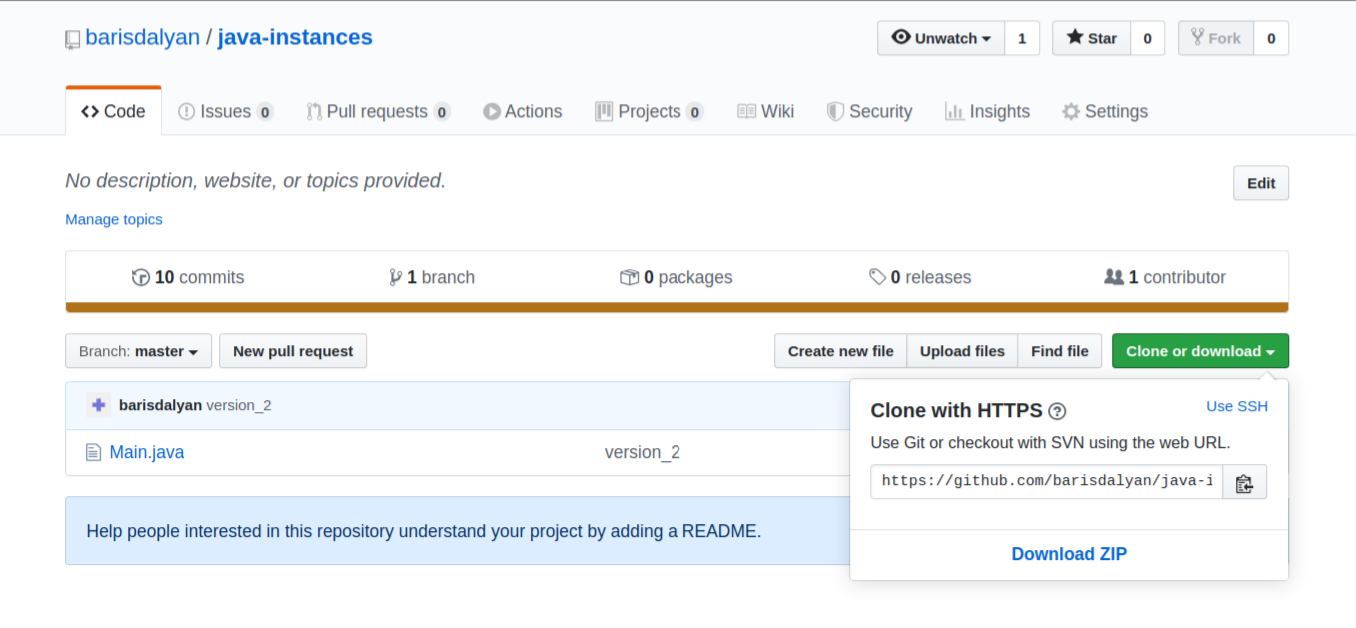 barisdalyan / java-instances
Unwatch 1 Star 0 Fork 0
Code Issues 0 Pull requests 0 Actions Projects 0 Wiki Security Insights Settings
No description, website, or topics provided.
Edit
Manage topics
10 commits 1 branch 0 packages 0 releases 1 contributor
Branch: master New pull request Create new file Upload files Find file Clone or download
barisdalyan version_2
Main.java version_2
Help people interested in this repository understand your project by adding a README.
Clone with HTTPS ? Use SSH
Use Git or checkout with SVN using the web URL.
https://github.com/barisdalyan/java-i
Download ZIP